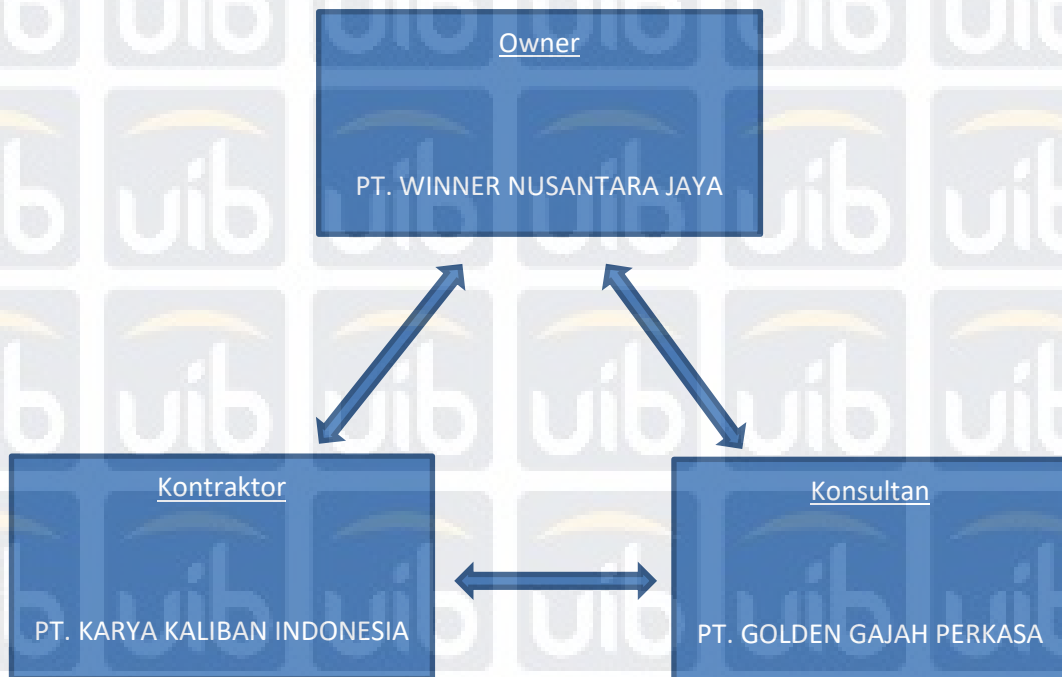 Owner
PT. WINNER NUSANTARA JAYA
Kontraktor
PT. KARYA KALIBAN INDONESIA
Konsultan
PT. GOLDEN GAJAH PERKASA